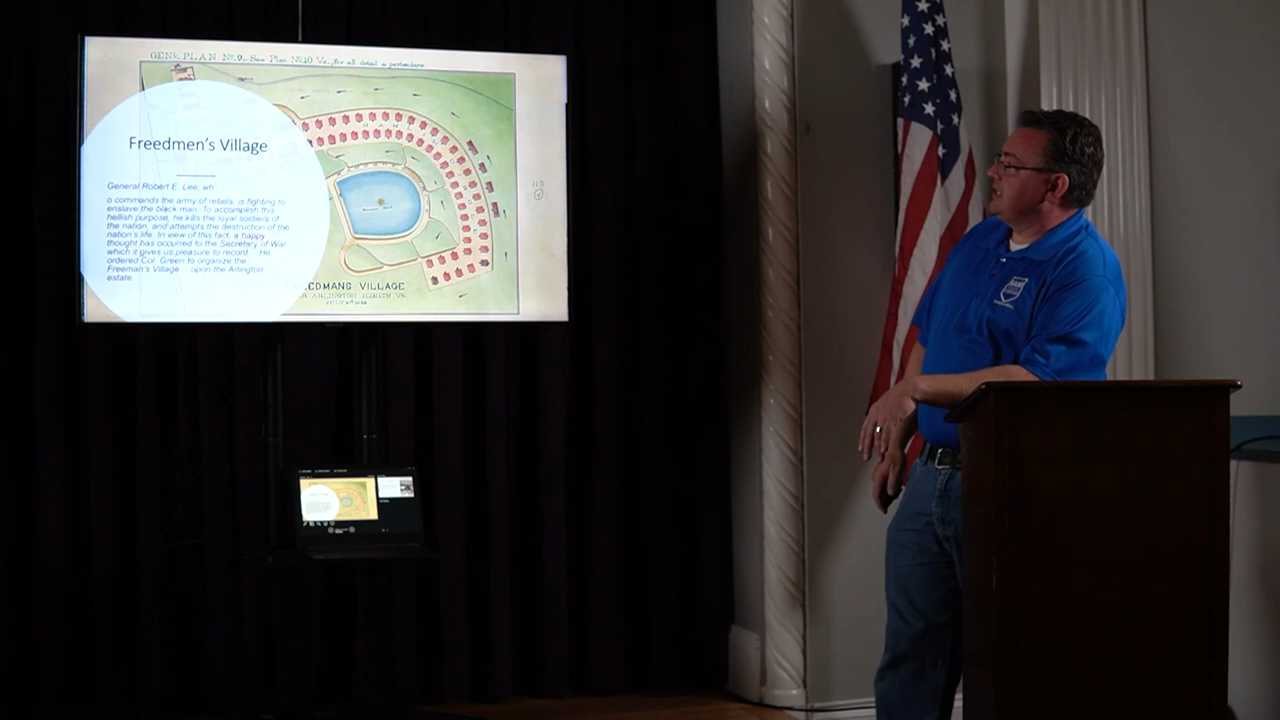 GENL PLAN No 9. See Plan No 10 Va., for all detail & particulars
Freedmen's Village
General Robert E. Lee, wh
o commands the army of rebels, is fighting to
enslave the black man. To accomplish this
hellish purpose, he kills the loyal soldiers of
the nation, and attempts the destruction of the
nation's life. In view of this fact, a happy
thought has occurred to the Secretary of War
which it gives us pleasure to record He
ordered Col Green to organize the
Freeman's Village upon the Arlington
estate.
110
EEDMANS VILLAGE
R ARLINGTON HEIGHTS VA.